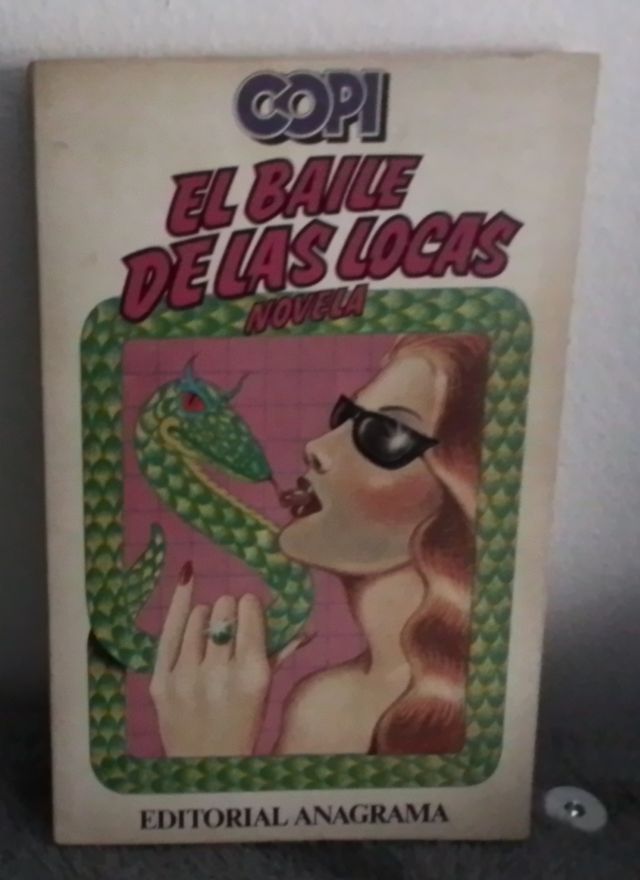 COPI
EL BAILE
DE LAS LOCAS
NOVELA
EDITORIAL ANAGRAMA